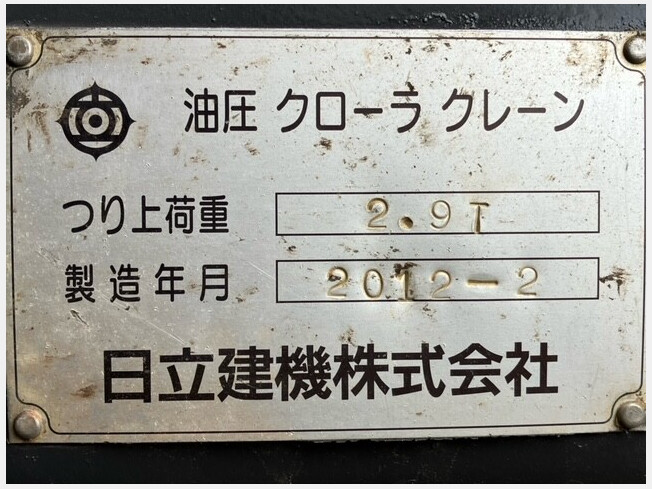 油圧 クローラ クレーン
つり上荷重 2.9T
製造年月 2012-2
日立建機株式会社